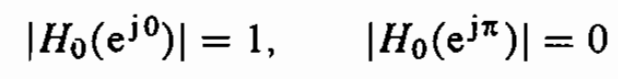 |H₀(e^{j0})| = 1, |H₀(e^{jπ})| = 0